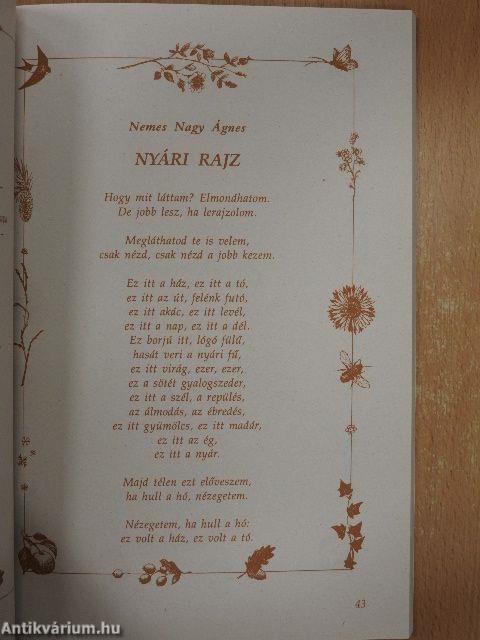 Nemes Nagy Ágnes
NYÁRI RAJZ
Hogy mit láttam? Elmondhatom.
De jobb lesz, ha lerajzolom.
Megláthatod te is velem,
csak nézd, csak nézd a jobb kezem.
Ez itt a ház, ez itt a tó,
ez itt az út, felénk futó,
ez itt akác, ez itt levél,
ez itt a nap, ez itt a dél.
Ez borjú itt, lógó fülű,
hasát veri a nyári fű,
ez itt virág, ezer, ezer,
ez a sötét gyalogszeder,
ez itt a szél, a repülés,
az álmodás, az ébredés,
ez itt gyümölcs, ez itt madár,
ez itt az ég,
ez itt a nyár.
Majd télen ezt előveszem,
ha hull a hó, nézegetem.
Nézegetem, ha hull a hó:
ez volt a ház, ez volt a tó.
43
Antikvárium.hu